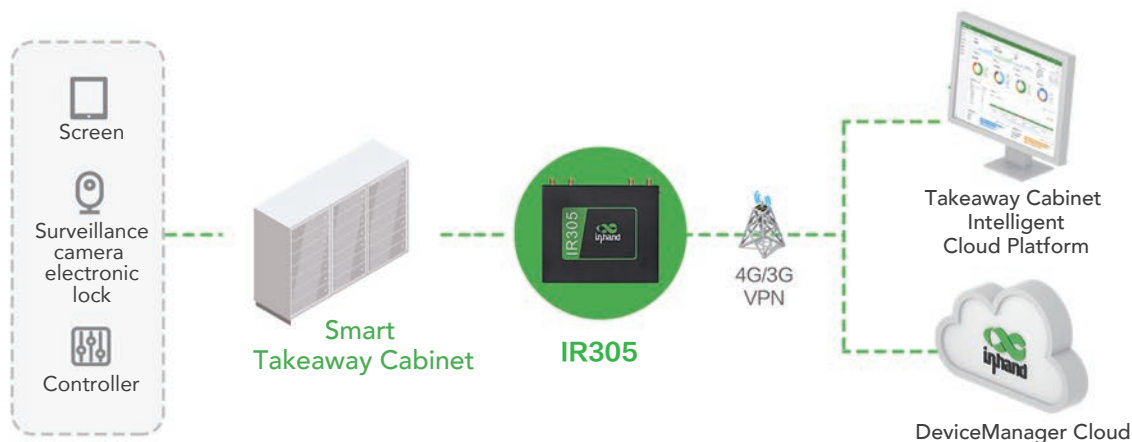 Screen
Surveillance
camera
electronic
lock
Controller
Smart
Takeaway Cabinet
IR305
inhand
IR305
4G/3G
VPN
Takeaway Cabinet
Intelligent
Cloud Platform
inhand
DeviceManager Cloud